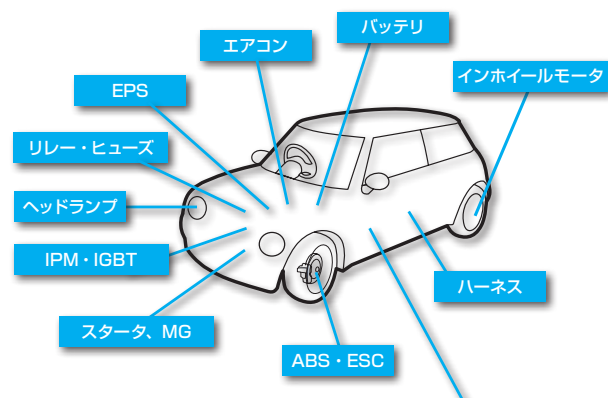 バッテリ
エアコン
インホイールモータ
EPS
リレー・ヒューズ
ヘッドランプ
IPM・IGBT
ハーネス
スタータ、MG
ABS・ESC